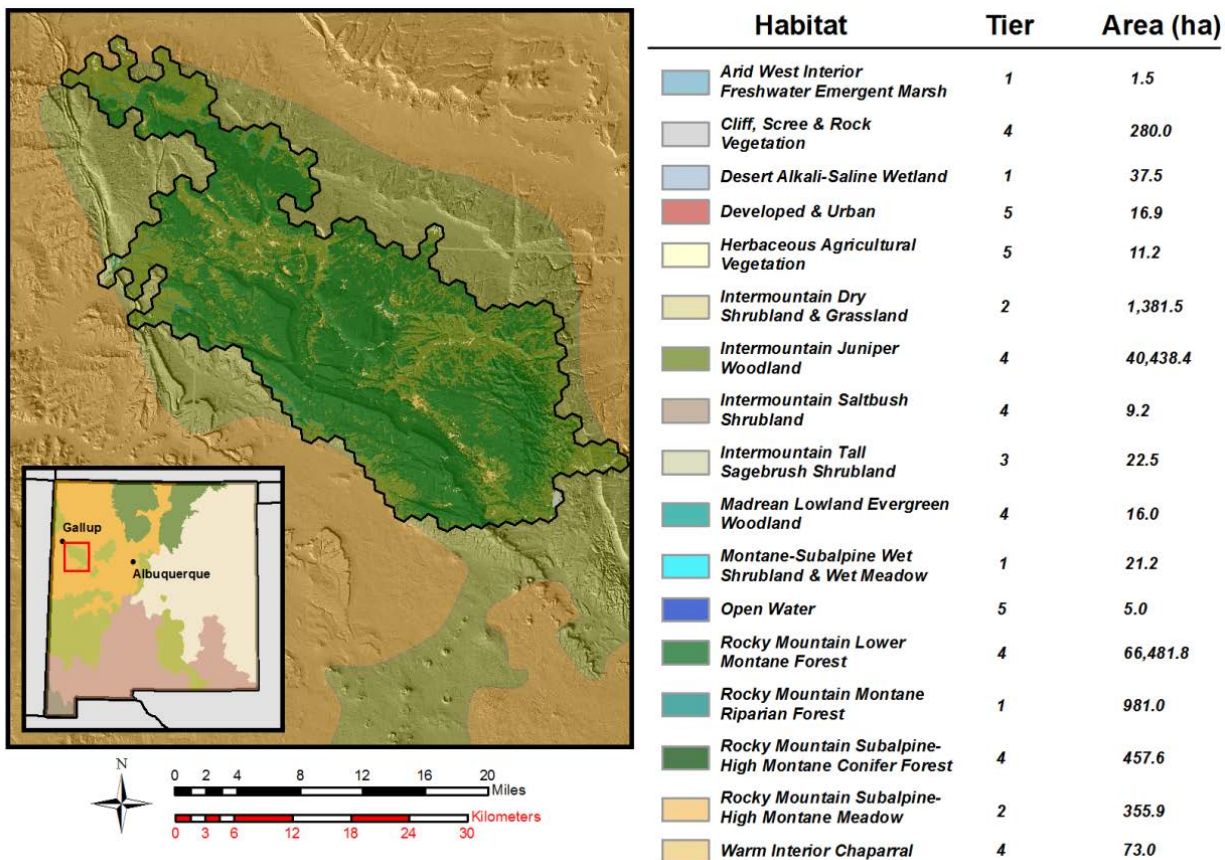 Gallup
Albuquerque
N
0 2 4 8 12 16 20
Miles
Kilometers
0 3 6 12 18 24 30
Habitat Tier Area (ha)
Arid West Interior
Freshwater Emergent Marsh 1 1.5
Cliff, Scree & Rock
Vegetation 4 280.0
Desert Alkali-Saline Wetland 1 37.5
Developed & Urban 5 16.9
Herbaceous Agricultural
Vegetation 5 11.2
Intermountain Dry
Shrubland & Grassland 2 1,381.5
Intermountain Juniper
Woodland 4 40,438.4
Intermountain Saltbush
Shrubland 4 9.2
Intermountain Tall
Sagebrush Shrubland 3 22.5
Madrean Lowland Evergreen
Woodland 4 16.0
Montane-Subalpine Wet
Shrubland & Wet Meadow 1 21.2
Open Water 5 5.0
Rocky Mountain Lower
Montane Forest 4 66,481.8
Rocky Mountain Montane
Riparian Forest 1 981.0
Rocky Mountain Subalpine-
High Montane Conifer Forest 4 457.6
Rocky Mountain Subalpine-
High Montane Meadow 2 355.9
Warm Interior Chaparral 4 73.0